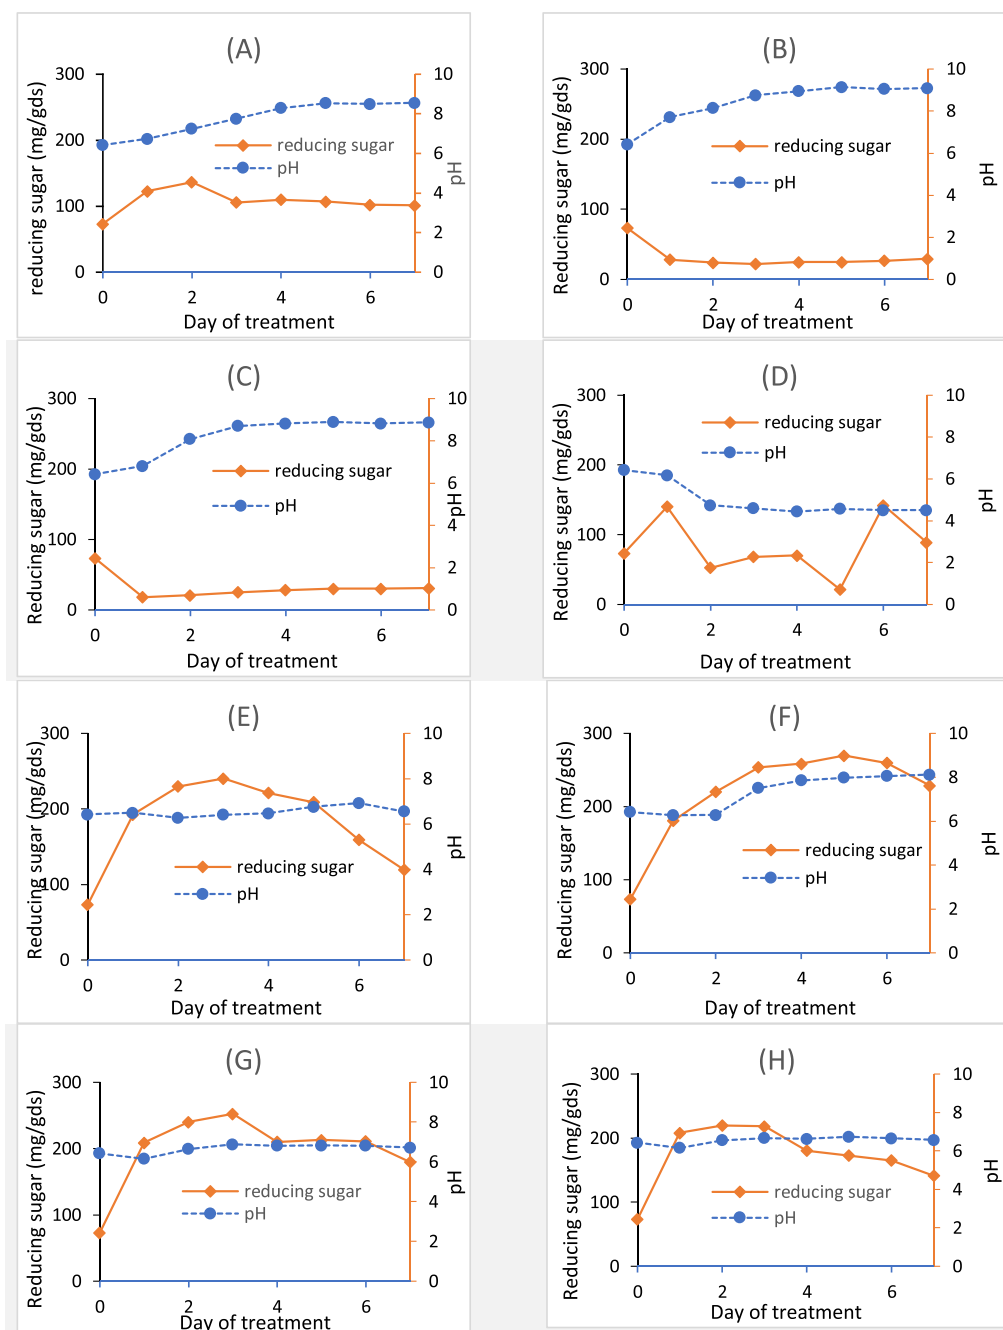 (A)
reducing sugar (mg/gds)
300
200
100
0
10
8
6
4
2
0
pH
reducing sugar
pH
0 2 4 6
Day of treatment
(B)
Reducing sugar (mg/gds)
300
200
100
0
10
8
6
4
2
0
pH
reducing sugar
pH
0 2 4 6
Day of treatment
(C)
Reducing sugar (mg/gds)
300
200
100
0
10
8
6
4
2
0
pH
reducing sugar
pH
0 2 4 6
Day of treatment
(D)
Reducing sugar (mg/gds)
300
200
100
0
10
8
6
4
2
0
pH
reducing sugar
pH
0 2 4 6
Day of treatment
(E)
Reducing sugar (mg/gds)
300
200
100
0
10
8
6
4
2
0
pH
reducing sugar
pH
0 2 4 6
Day of treatment
(F)
Reducing sugar (mg/gds)
300
200
100
0
10
8
6
4
2
0
pH
reducing sugar
pH
0 2 4 6
Day of treatment
(G)
Reducing sugar (mg/gds)
300
200
100
0
10
8
6
4
2
0
pH
reducing sugar
pH
0 2 4 6
Day of treatment
(H)
Reducing sugar (mg/gds)
300
200
100
0
10
8
6
4
2
0
pH
reducing sugar
pH
0 2 4 6
Day of treatment